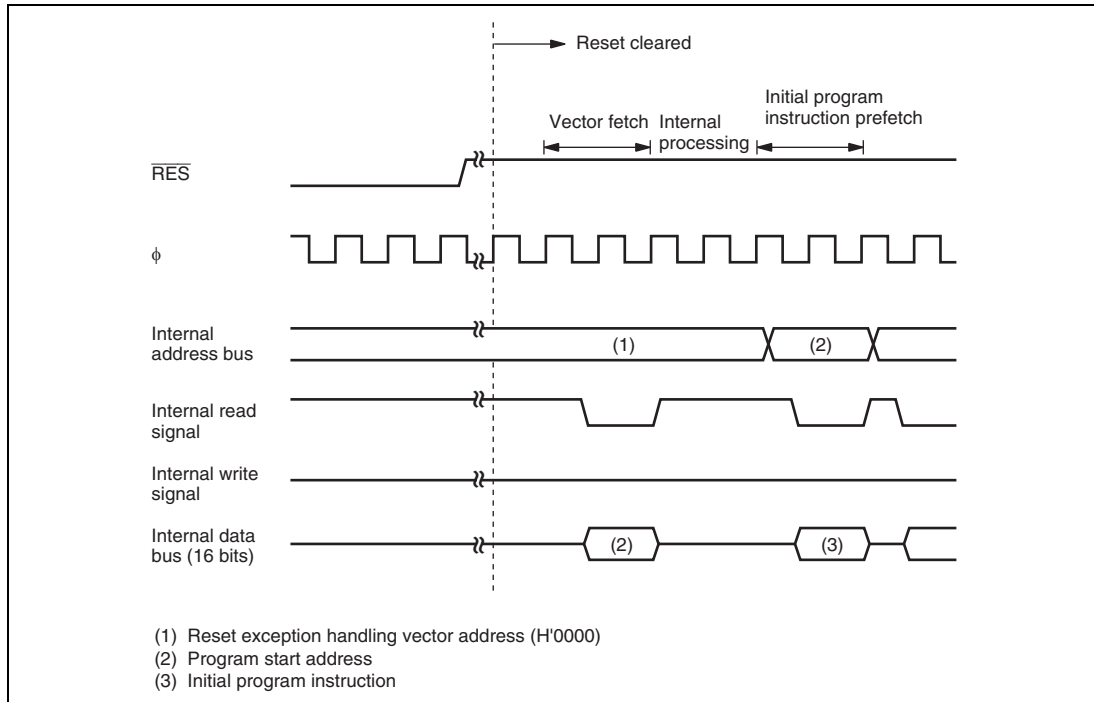 Reset cleared
Initial program
instruction prefetch
Vector fetch
Internal
processing
RES
φ
Internal
address bus
(1)
(2)
Internal read
signal
Internal write
signal
Internal data
bus (16 bits)
(2)
(3)
(1) Reset exception handling vector address (H'0000)
(2) Program start address
(3) Initial program instruction